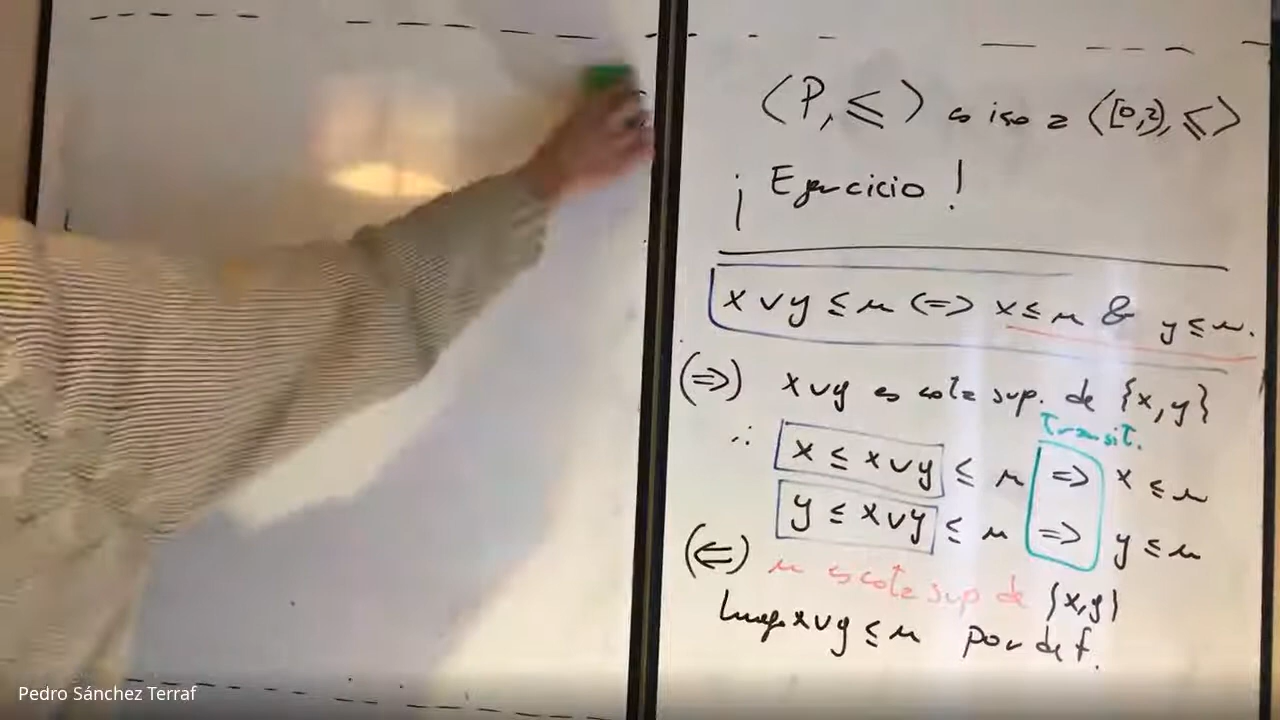 ⟨P, ≤⟩ es iso a ⟨[0,2), ≤⟩
¡ Ejercicio !
x ∨ y ≤ u (=> x ≤ u & y ≤ u.
(=>) x∨y es cota sup. de {x, y}
Transit.
∴ x ≤ x∨y ≤ u => x ≤ u
y ≤ x∨y ≤ u => y ≤ u
(⇐) u es cota sup de {x,y}
Luego x∨y ≤ u por def.
Pedro Sánchez Terraf